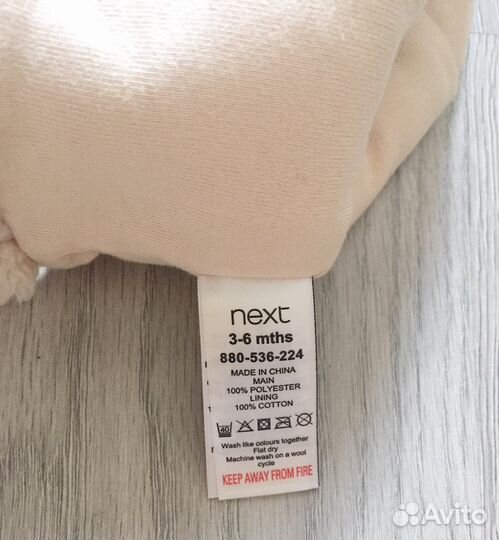 next
3-6 mths
880-536-224
MADE IN CHINA
MAIN
100% POLYESTER
LINING
100% COTTON
40
Wash like colours together
Flat dry
Machine wash on a wool
cycle
KEEP AWAY FROM FIRE
Avito